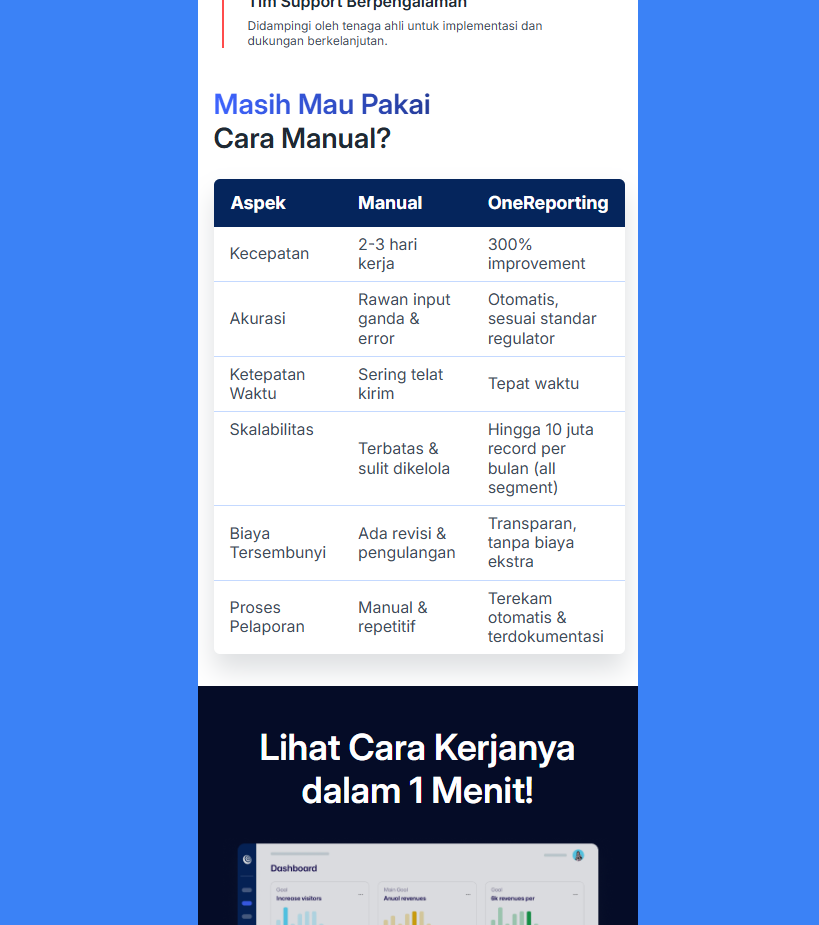 Tim Support Berpengalaman
Didampingi oleh tenaga ahli untuk implementasi dan
dukungan berkelanjutan.
Masih Mau Pakai
Cara Manual?
Aspek Manual OneReporting
Kecepatan
2-3 hari
kerja
300%
improvement
Akurasi
Rawan input
ganda &
error
Otomatis,
sesuai standar
regulator
Ketepatan
Waktu
Sering telat
kirim
Tepat waktu
Skalabilitas
Terbatas &
sulit dikelola
Hingga 10 juta
record per
bulan (all
segment)
Biaya
Tersembunyi
Ada revisi &
pengulangan
Transparan,
tanpa biaya
ekstra
Proses
Pelaporan
Manual &
repetitif
Terekam
otomatis &
terdokumentasi
Lihat Cara Kerjanya
dalam 1 Menit!
Dashboard
Goal
Increase visitors
Main Goal
Anual revenues
Goal
6k revenues per